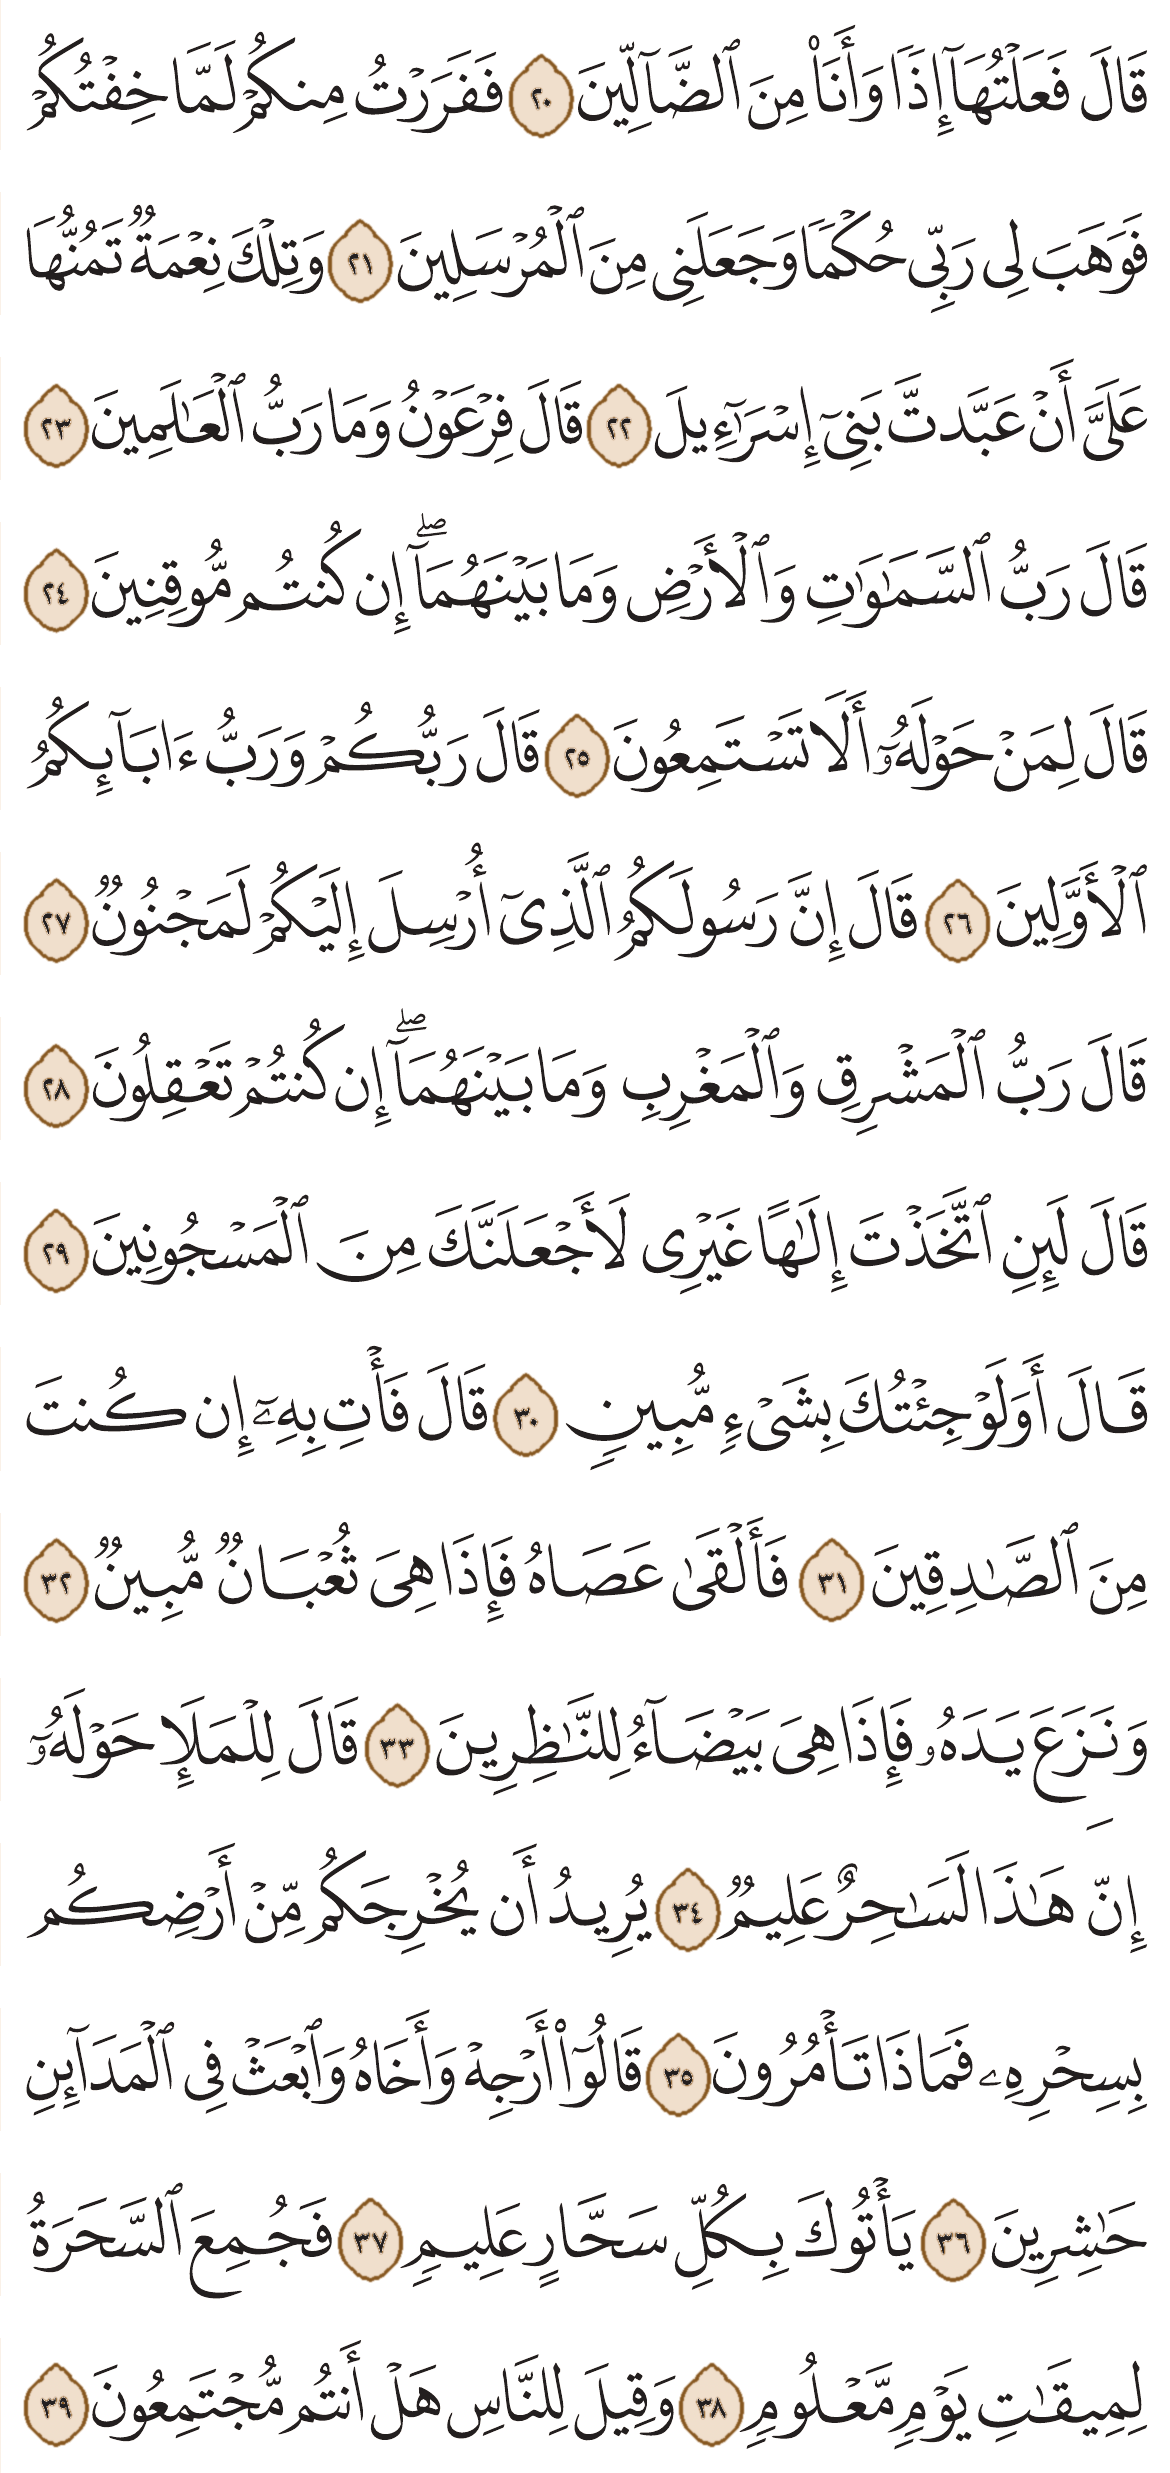 قَالَ فَعَلْتُهَآ إِذًا وَأَنَا۠ مِنَ ٱلضَّآلِّينَ ٢٠ فَفَرَرْتُ مِنكُمْ لَمَّا خِفْتُكُمْ
فَوَهَبَ لِى رَبِّى حُكْمًا وَجَعَلَنِى مِنَ ٱلْمُرْسَلِينَ ٢١ وَتِلْكَ نِعْمَةٌ تَمُنُّهَا
عَلَىَّ أَنْ عَبَّدتَّ بَنِىٓ إِسْرَٰٓءِيلَ ٢٢ قَالَ فِرْعَوْنُ وَمَا رَبُّ ٱلْعَٰلَمِينَ ٢٣
قَالَ رَبُّ ٱلسَّمَٰوَٰتِ وَٱلْأَرْضِ وَمَا بَيْنَهُمَآ ۖ إِن كُنتُم مُّوقِنِينَ ٢٤
قَالَ لِمَنْ حَوْلَهُۥٓ أَلَا تَسْتَمِعُونَ ٢٥ قَالَ رَبُّكُمْ وَرَبُّ ءَابَآئِكُمُ
ٱلْأَوَّلِينَ ٢٦ قَالَ إِنَّ رَسُولَكُمُ ٱلَّذِىٓ أُرْسِلَ إِلَيْكُمْ لَمَجْنُونٌ ٢٧
قَالَ رَبُّ ٱلْمَشْرِقِ وَٱلْمَغْرِبِ وَمَا بَيْنَهُمَآ ۖ إِن كُنتُمْ تَعْقِلُونَ ٢٨
قَالَ لَئِنِ ٱتَّخَذْتَ إِلَٰهًا غَيْرِى لَأَجْعَلَنَّكَ مِنَ ٱلْمَسْجُونِينَ ٢٩
قَالَ أَوَلَوْ جِئْتُكَ بِشَىْءٍ مُّبِينٍ ٣٠ قَالَ فَأْتِ بِهِۦٓ إِن كُنتَ
مِنَ ٱلصَّٰدِقِينَ ٣١ فَأَلْقَىٰ عَصَاهُ فَإِذَا هِىَ ثُعْبَانٌ مُّبِينٌ ٣٢
وَنَزَعَ يَدَهُۥ فَإِذَا هِىَ بَيْضَآءُ لِلنَّٰظِرِينَ ٣٣ قَالَ لِلْمَلَإِ حَوْلَهُۥٓ
إِنَّ هَٰذَا لَسَٰحِرٌ عَلِيمٌ ٣٤ يُرِيدُ أَن يُخْرِجَكُم مِّنْ أَرْضِكُم
بِسِحْرِهِۦ فَمَاذَا تَأْمُرُونَ ٣٥ قَالُوٓا۟ أَرْجِهْ وَأَخَاهُ وَٱبْعَثْ فِى ٱلْمَدَآئِنِ
حَٰشِرِينَ ٣٦ يَأْتُوكَ بِكُلِّ سَحَّارٍ عَلِيمٍ ٣٧ فَجُمِعَ ٱلسَّحَرَةُ
لِمِيقَٰتِ يَوْمٍ مَّعْلُومٍ ٣٨ وَقِيلَ لِلنَّاسِ هَلْ أَنتُم مُّجْتَمِعُونَ ٣٩